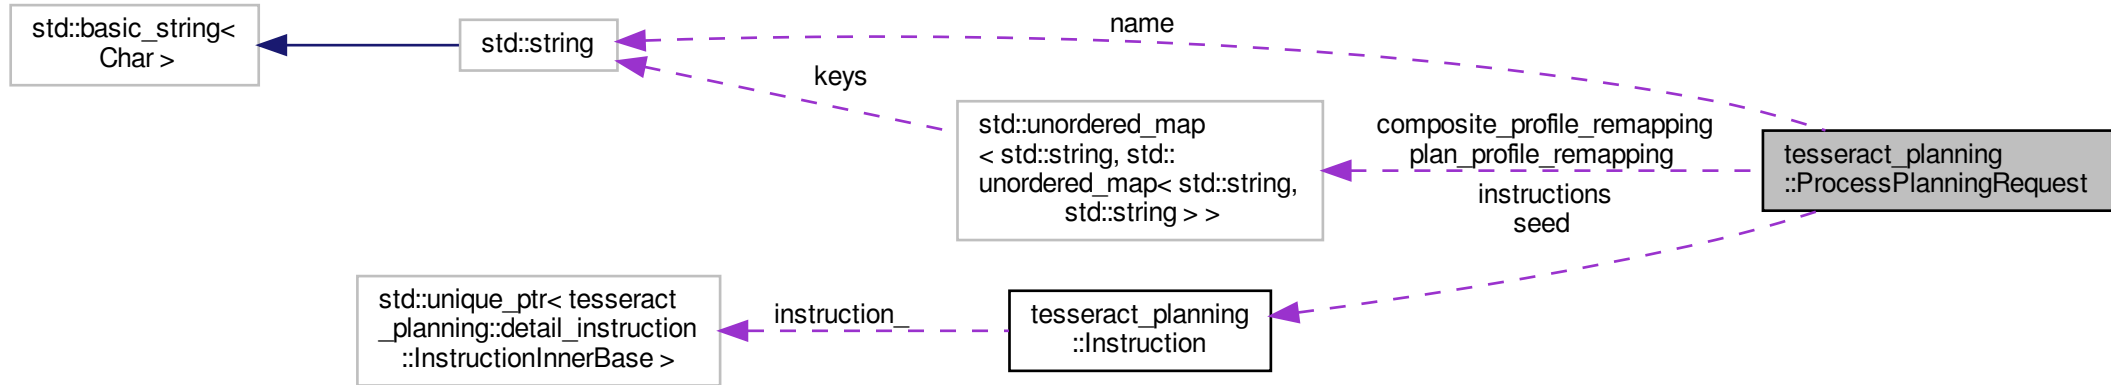 std::basic_string<
Char >
std::string
name
keys
std::unordered_map
< std::string, std::
unordered_map< std::string,
std::string > >
composite_profile_remapping
plan_profile_remapping
instructions
seed
tesseract_planning
::ProcessPlanningRequest
std::unique_ptr< tesseract
_planning::detail_instruction
::InstructionInnerBase >
instruction_
tesseract_planning
::Instruction